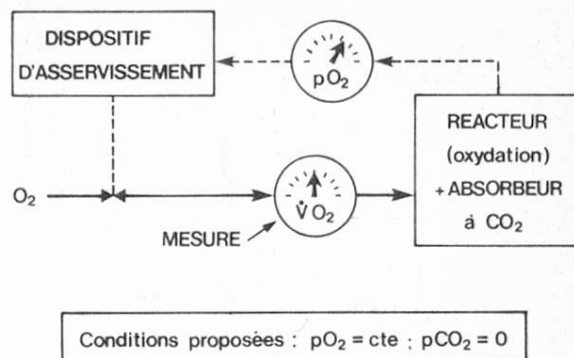 DISPOSITIF
D'ASSERVISSEMENT
pO₂
REACTEUR
(oxydation)
+ ABSORBEUR
à CO₂
O₂
V̇ O₂
MESURE
Conditions proposées : pO₂ = cte ; pCO₂ = 0